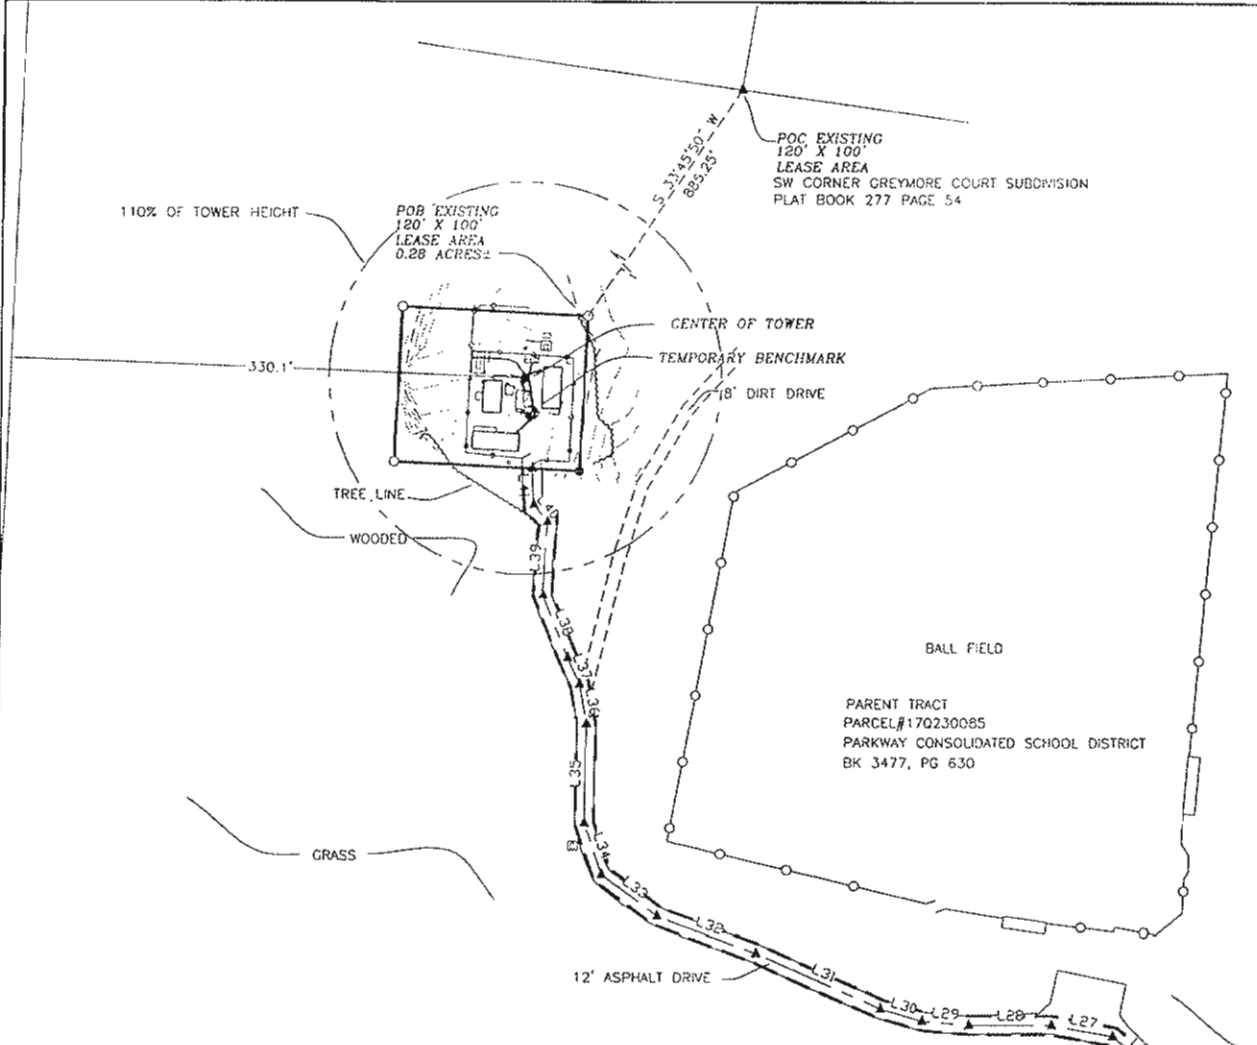 POC EXISTING
120' X 100'
LEASE AREA
SW CORNER GREYMORE COURT SUBDIVISION
PLAT BOOK 277 PAGE 54
S 33°45'50" W
885.25'
110% OF TOWER HEIGHT
POB EXISTING
120' X 100'
LEASE AREA
0.28 ACRES±
CENTER OF TOWER
TEMPORARY BENCHMARK
330.1'
8' DIRT DRIVE
TREE LINE
WOODED
L40
L39
L38
L37
L36
L35
L34
L33
L32
L31
L30
L29
L28
L27
BALL FIELD
PARENT TRACT
PARCEL#17Q230085
PARKWAY CONSOLIDATED SCHOOL DISTRICT
BK 3477, PG 630
GRASS
12' ASPHALT DRIVE